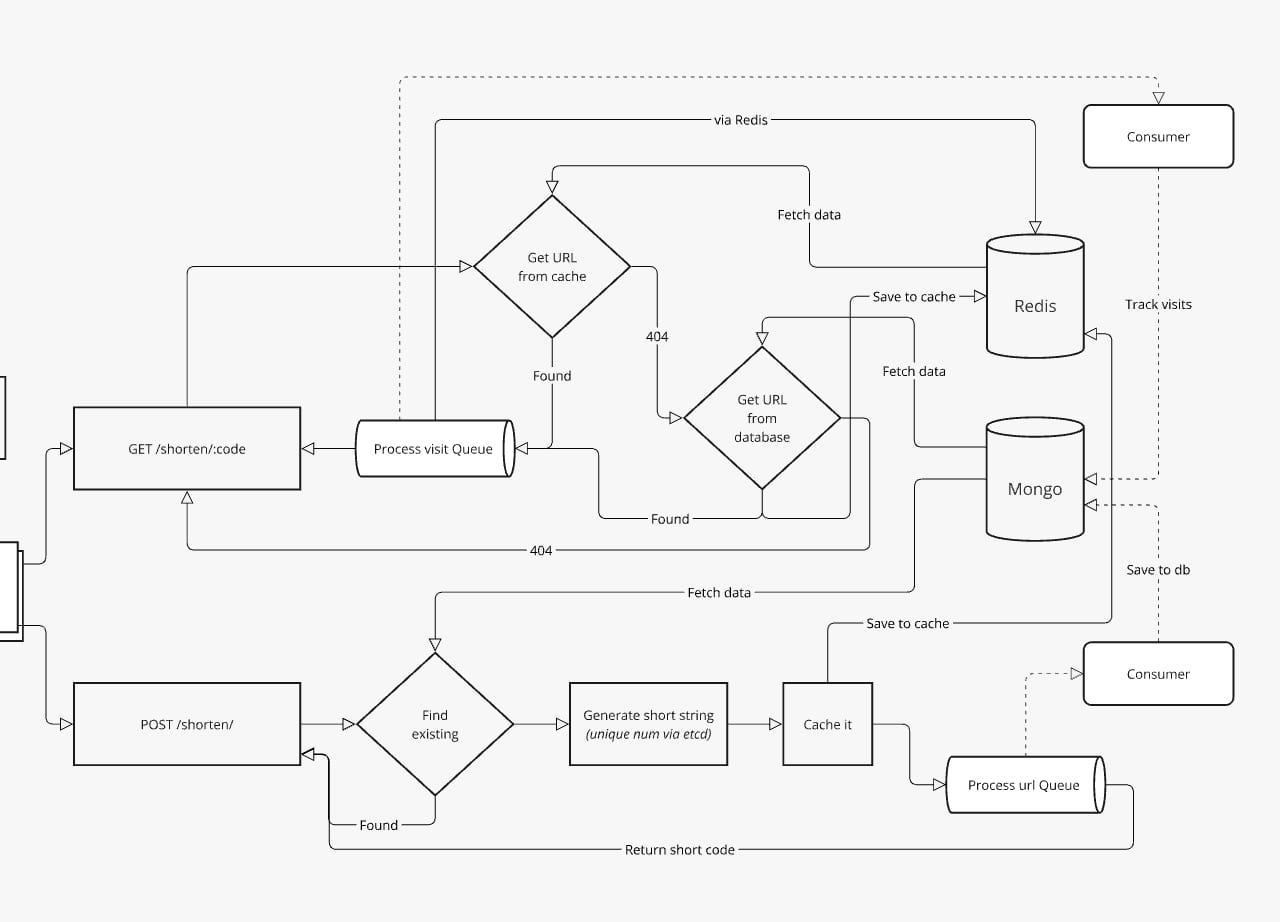 via Redis
Consumer
Fetch data
Get URL
from cache
Save to cache
Redis
Track visits
404
Found
Fetch data
Get URL
from
database
GET /shorten/:code
Process visit Queue
Mongo
Found
404
Save to db
Fetch data
Save to cache
Consumer
POST /shorten/
Find
existing
Generate short string
(unique num via etcd)
Cache it
Process url Queue
Found
Return short code